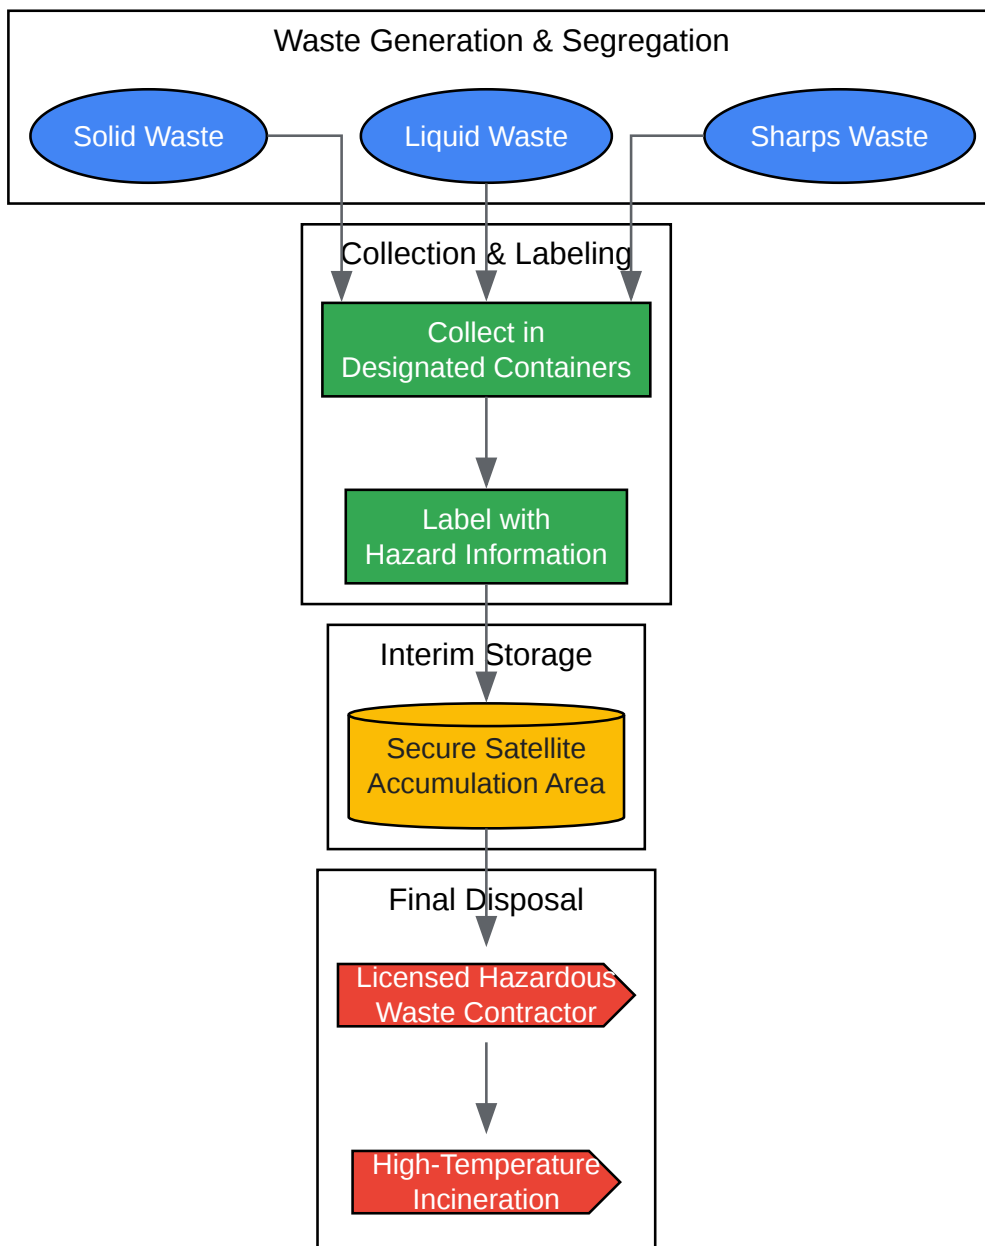 Waste Generation & Segregation
Solid Waste
Liquid Waste
Sharps Waste
Collection & Labeling
Collect in
Designated Containers
Label with
Hazard Information
Interim Storage
Secure Satellite
Accumulation Area
Final Disposal
Licensed Hazardous
Waste Contractor
High-Temperature
Incineration